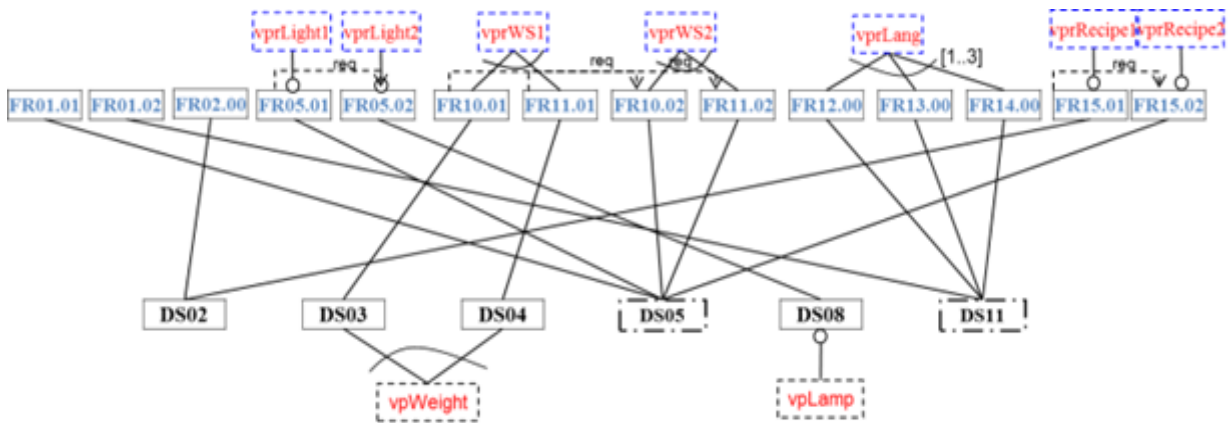 vprLight1 vprLight2 vprWS1 vprWS2 vprLang vprRecipe1 vprRecipe2
req req [1..3] req
FR01.01 FR01.02 FR02.00 FR05.01 FR05.02 FR10.01 FR11.01 FR10.02 FR11.02 FR12.00 FR13.00 FR14.00 FR15.01 FR15.02
DS02 DS03 DS04 DS05 DS08 DS11
vpWeight vpLamp